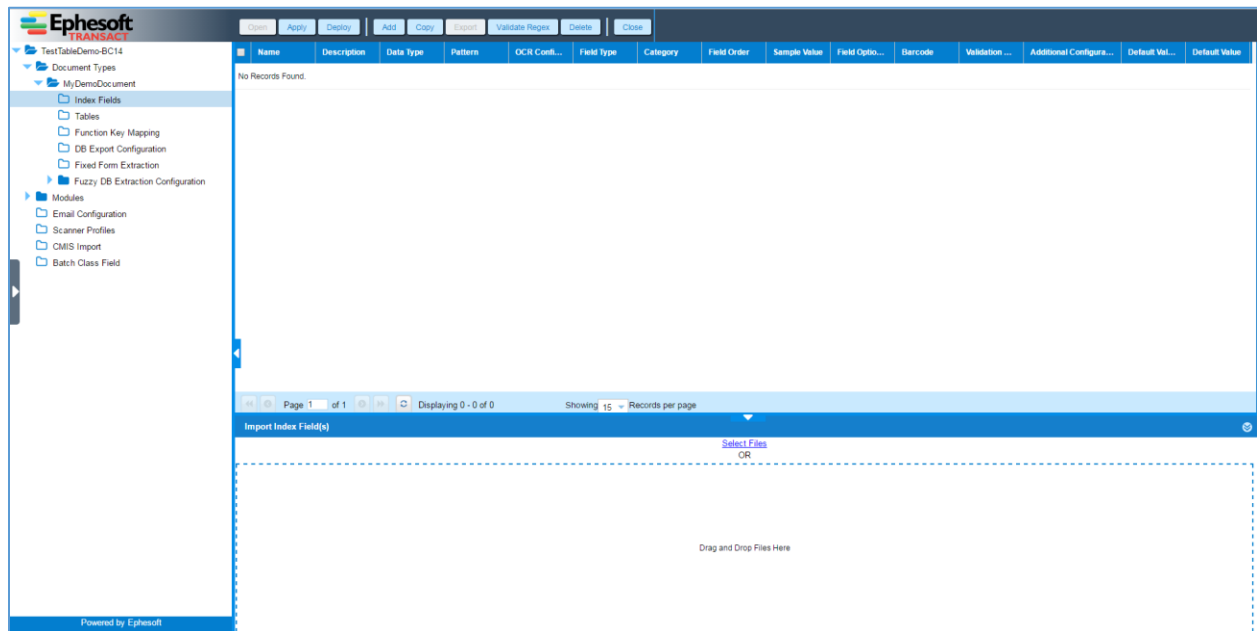 Ephesoft
TRANSACT
Open Apply Deploy Add Copy Export Validate Regex Delete Close
TestTableDemo-BC14
Document Types
MyDemoDocument
Index Fields
Tables
Function Key Mapping
DB Export Configuration
Fixed Form Extraction
Fuzzy DB Extraction Configuration
Modules
Email Configuration
Scanner Profiles
CMIS Import
Batch Class Field
Powered by Ephesoft
Name Description Data Type Pattern OCR Confi... Field Type Category Field Order Sample Value Field Optio... Barcode Validation ... Additional Configura... Default Val... Default Value
No Records Found.
Page 1 of 1 Displaying 0 - 0 of 0 Showing 15 Records per page
Import Index Field(s)
Select Files
OR
Drag and Drop Files Here